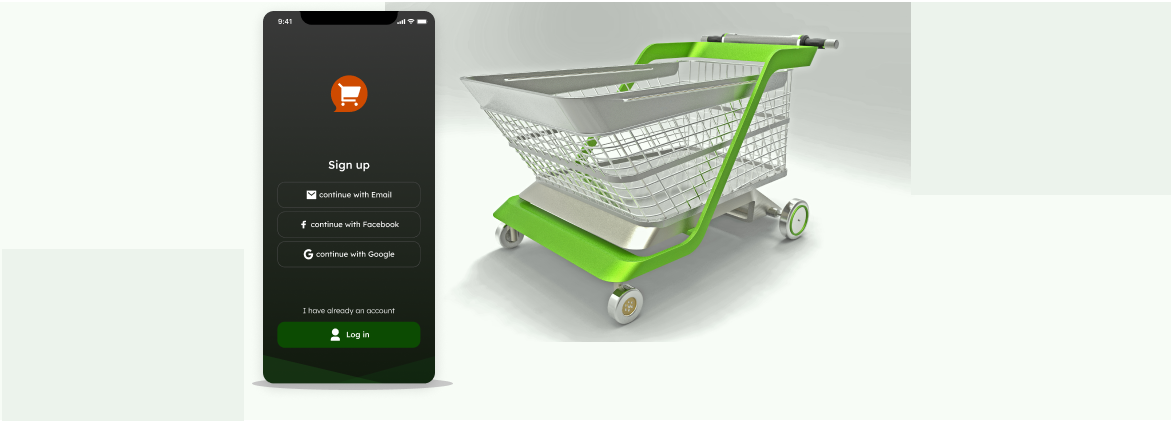 9:41
Sign up
continue with Email
continue with Facebook
continue with Google
I have already an account
Log in